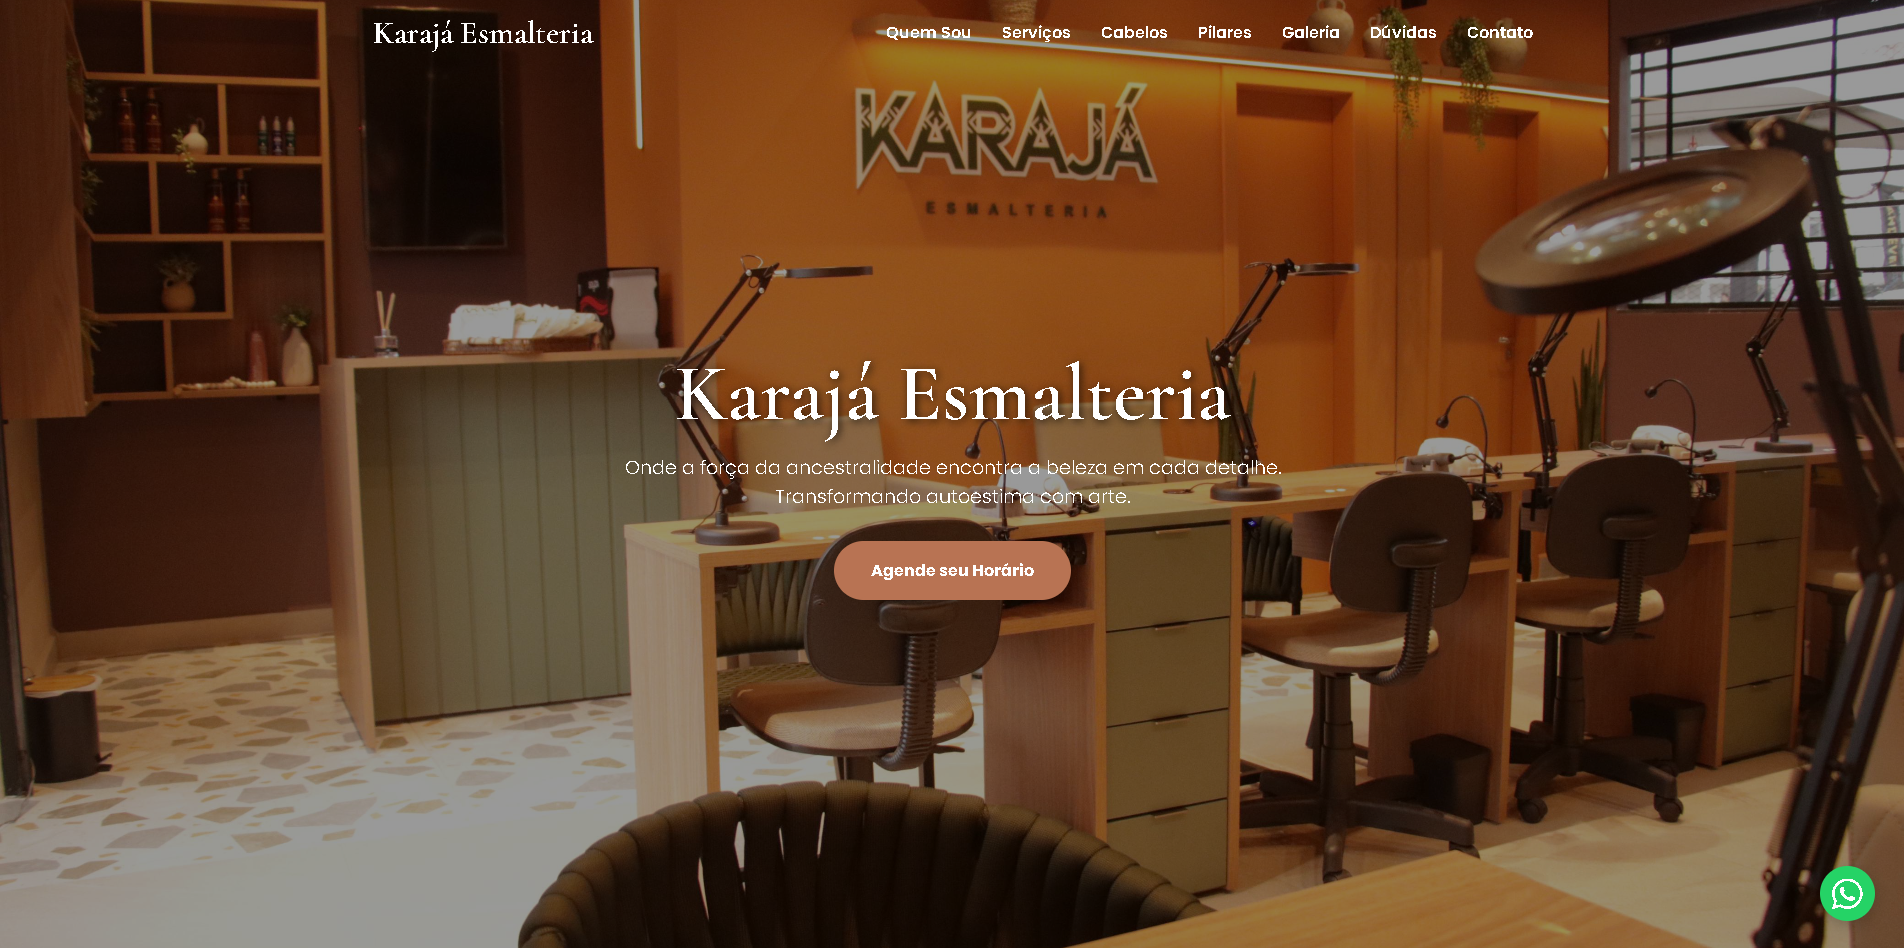 Karajá Esmalteria
Quem Sou Serviços Cabelos Pilares Galeria Dúvidas Contato
KARAJÁ
ESMALTERIA
Karajá Esmalteria
Onde a força da ancestralidade encontra a beleza em cada detalhe.
Transformando autoestima com arte.
Agende seu Horário